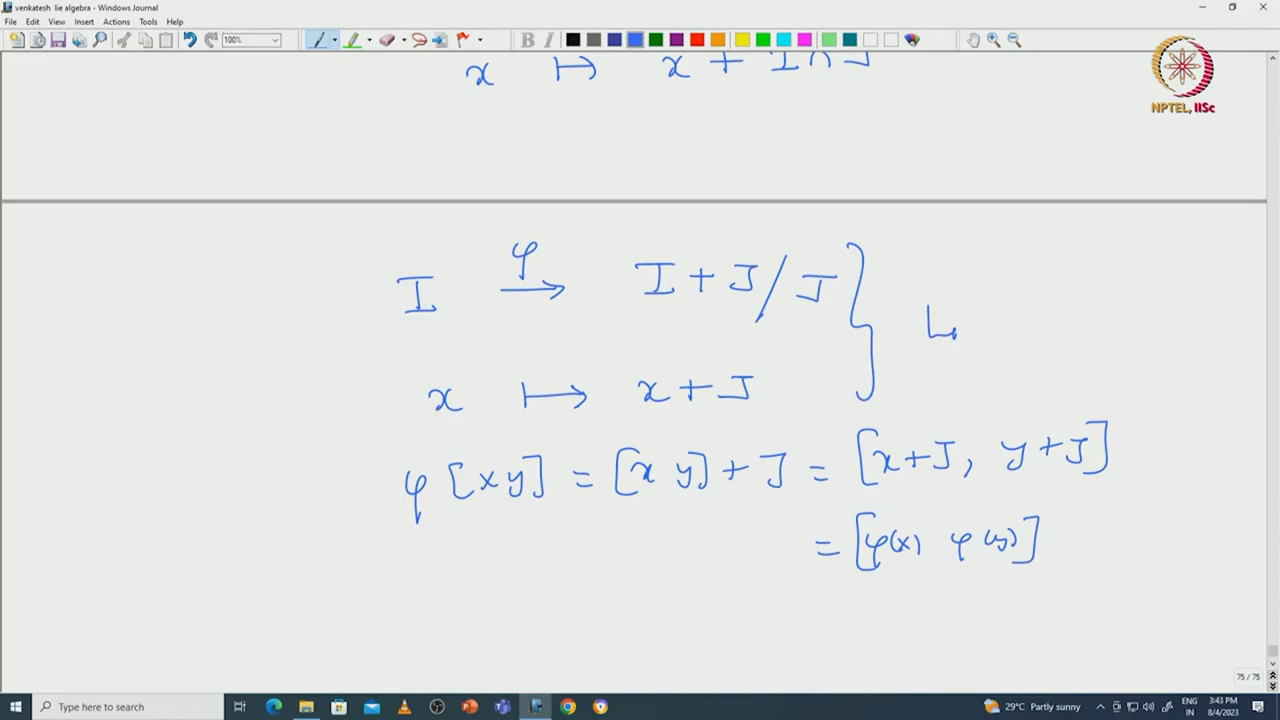 venkatesh lie algebra - Windows Journal
File Edit View Insert Actions Tools Help
100%
B I
NPTEL, IISc
x ↦ x + I ∩ J
I —φ→ I + J / J } L
x ↦ x + J
φ [x y] = [x y] + J = [x + J, y + J]
= [φ(x) φ(y)]
75 / 75
Type here to search
29°C Partly sunny
ENG
IN
3:43 PM
8/4/2023